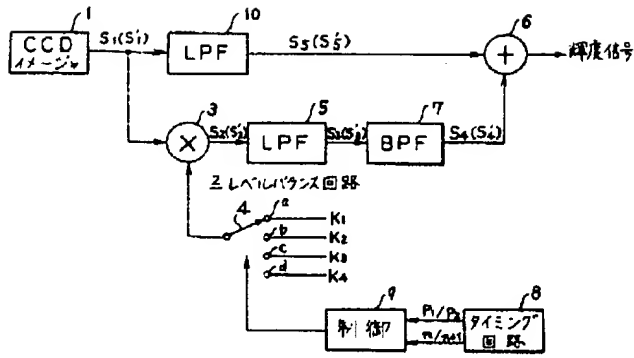 1
10
6
CCD
イメージャ
S₁(S₁')
LPF
S₅(S₅')
+
輝度信号
3
5
7
×
S₂(S₂')
LPF
S₃(S₃')
BPF
S₄(S₄')
レベルバランス回路
4
a K₁
b K₂
c K₃
d K₄
9
8
制御
P₁/P₂
n/n+1
タイミング
回路